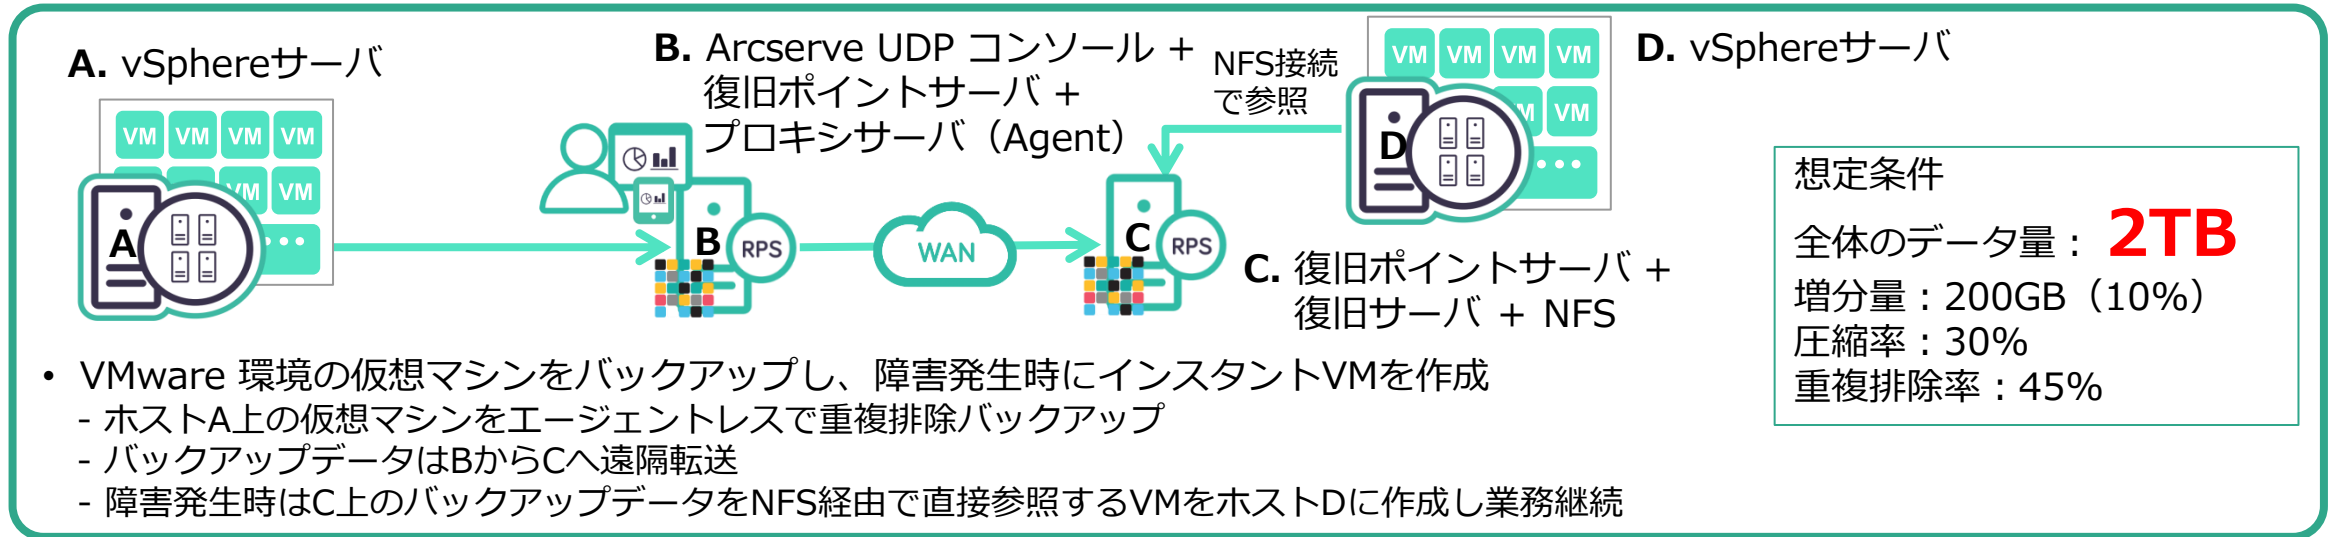 A. vSphereサーバ
VM VM VM VM
VM VM
A
B. Arcserve UDP コンソール +
復旧ポイントサーバ +
プロキシサーバ（Agent）
B RPS
WAN
NFS接続
で参照
C RPS
C. 復旧ポイントサーバ +
復旧サーバ + NFS
VM VM VM VM
VM
D
D. vSphereサーバ
想定条件
全体のデータ量： 2TB
増分量：200GB（10%）
圧縮率：30%
重複排除率：45%
• VMware 環境の仮想マシンをバックアップし、障害発生時にインスタントVMを作成
- ホストA上の仮想マシンをエージェントレスで重複排除バックアップ
- バックアップデータはBからCへ遠隔転送
- 障害発生時はC上のバックアップデータをNFS経由で直接参照するVMをホストDに作成し業務継続